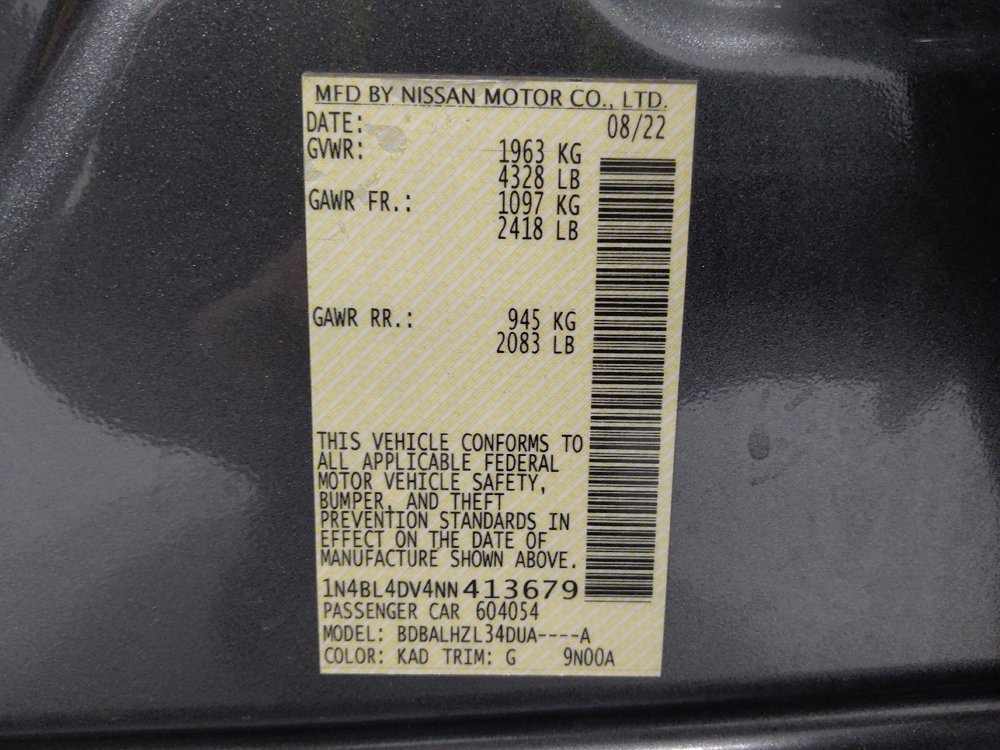 MFD BY NISSAN MOTOR CO., LTD.
DATE: 08/22
GVWR: 1963 KG
4328 LB
GAWR FR.: 1097 KG
2418 LB
GAWR RR.: 945 KG
2083 LB
THIS VEHICLE CONFORMS TO
ALL APPLICABLE FEDERAL
MOTOR VEHICLE SAFETY,
BUMPER, AND THEFT
PREVENTION STANDARDS IN
EFFECT ON THE DATE OF
MANUFACTURE SHOWN ABOVE.
1N4BL4DV4NN413679
PASSENGER CAR 604054
MODEL: BDBALHZL34DUA----A
COLOR: KAD TRIM: G 9N00A